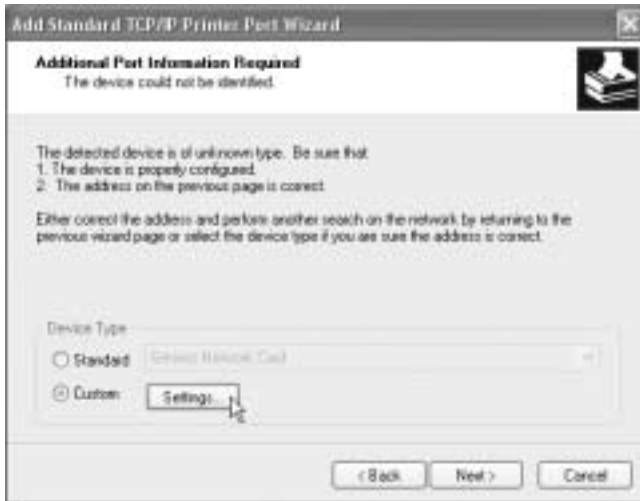 Add Standard TCP/IP Printer Port Wizard
Additional Port Information Required
The device could not be identified.
The detected device is of unknown type. Be sure that
1. The device is properly configured.
2. The address on the previous page is correct.
Either correct the address and perform another search on the network by returning to the
previous wizard page or select the device type if you are sure the address is correct.
Device Type
Standard
Generic Network Card
Custom
Settings...
< Back
Next >
Cancel